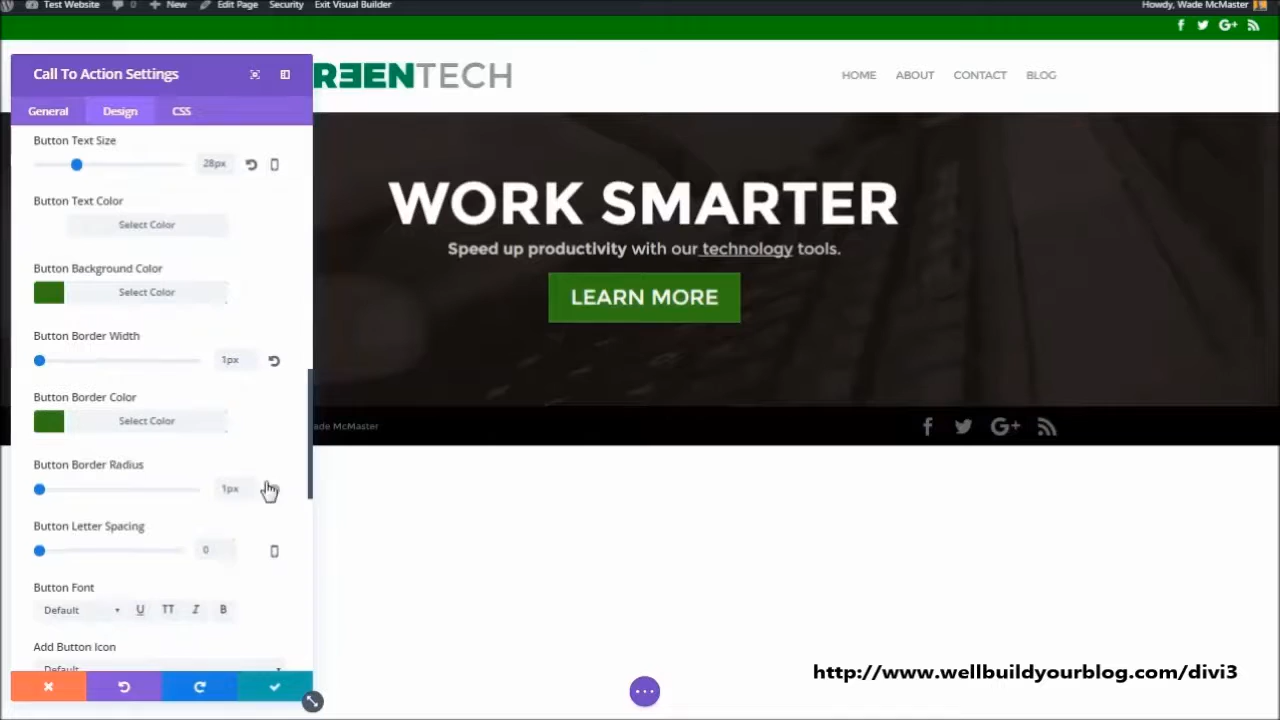 Test Website
0
New
Edit Page
Security
Exit Visual Builder
Howdy, Wade McMaster
Call To Action Settings
General
Design
CSS
REENTECH
HOME
ABOUT
CONTACT
BLOG
Button Text Size
28px
Button Text Color
Select Color
Button Background Color
Select Color
Button Border Width
1px
Button Border Color
Select Color
Button Border Radius
1px
Button Letter Spacing
0
Button Font
Default
U
TT
I
B
Add Button Icon
Default
WORK SMARTER
Speed up productivity with our technology tools.
LEARN MORE
ade McMaster
http://www.wellbuildyourblog.com/divi3